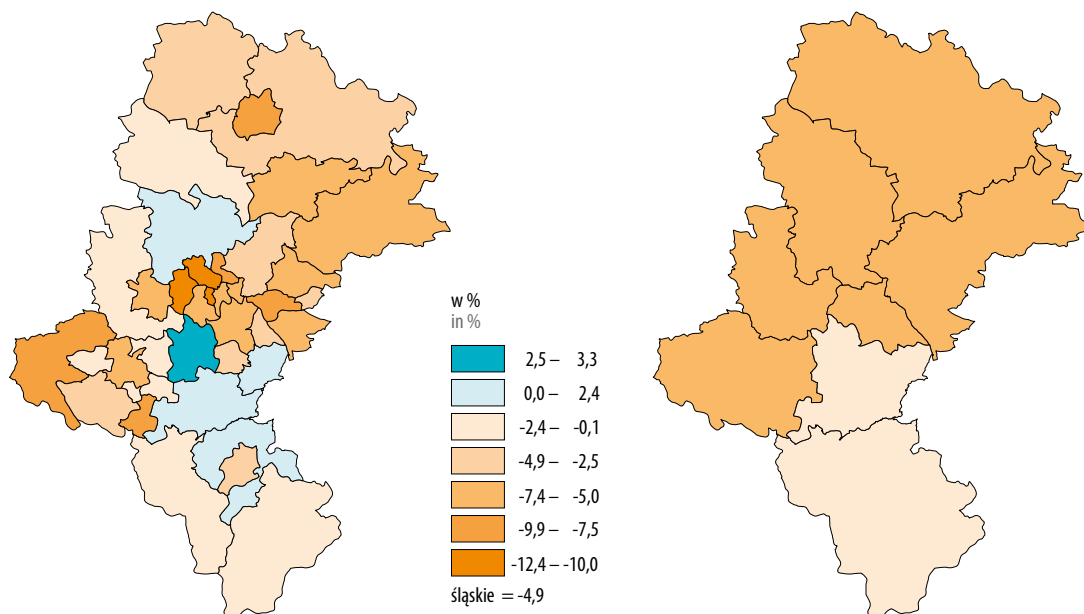 w %
in %
2,5 – 3,3
0,0 – 2,4
-2,4 – -0,1
-4,9 – -2,5
-7,4 – -5,0
-9,9 – -7,5
-12,4 – -10,0
śląskie = -4,9